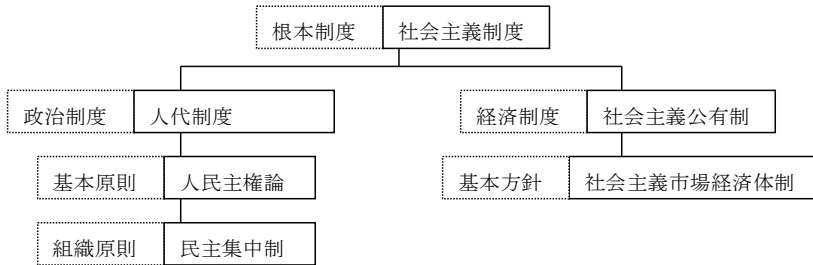 根本制度 社会主義制度
政治制度 人代制度 経済制度 社会主義公有制
基本原則 人民主権論 基本方針 社会主義市場経済体制
組織原則 民主集中制